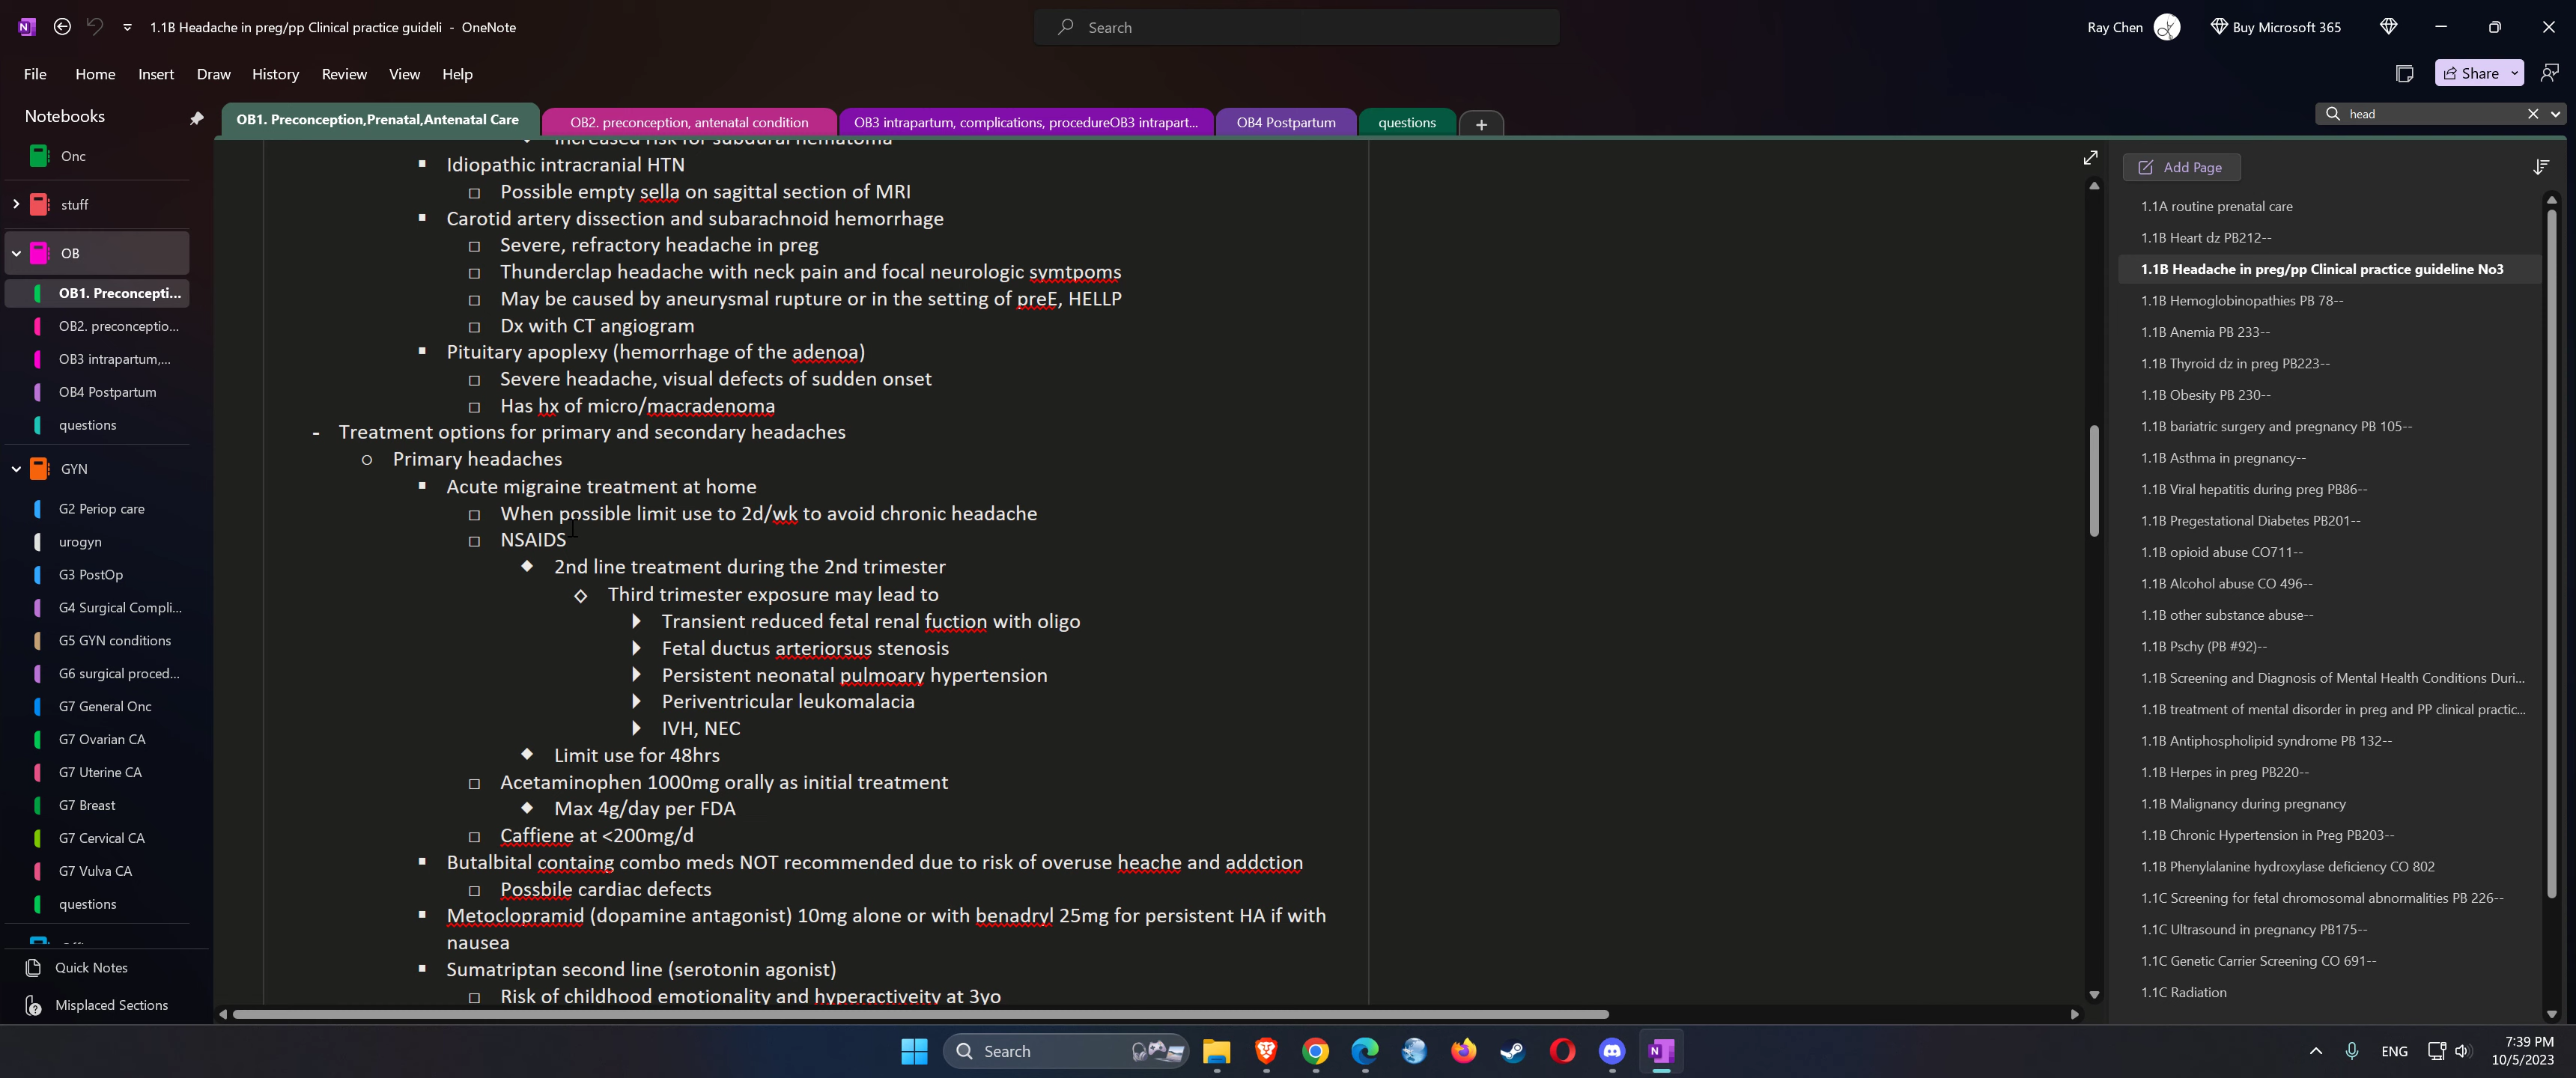 1.1B Headache in preg/pp Clinical practice guideli - OneNote
Search
Ray Chen
Buy Microsoft 365
File Home Insert Draw History Review View Help
Share
Notebooks
OB1. Preconception,Prenatal,Antenatal Care
OB2. preconception, antenatal condition
OB3 intrapartum, complications, procedureOB3 intrapart...
OB4 Postpartum
questions
+
head
Onc
stuff
OB
OB1. Preconcepti...
OB2. preconceptio...
OB3 intrapartum,...
OB4 Postpartum
questions
GYN
G2 Periop care
urogyn
G3 PostOp
G4 Surgical Compli...
G5 GYN conditions
G6 surgical proced...
G7 General Onc
G7 Ovarian CA
G7 Uterine CA
G7 Breast
G7 Cervical CA
G7 Vulva CA
questions
Quick Notes
Misplaced Sections
Increased risk for subdural hematoma
Idiopathic intracranial HTN
Possible empty sella on sagittal section of MRI
Carotid artery dissection and subarachnoid hemorrhage
Severe, refractory headache in preg
Thunderclap headache with neck pain and focal neurologic svmtpoms
May be caused by aneurysmal rupture or in the setting of preE, HELLP
Dx with CT angiogram
Pituitary apoplexy (hemorrhage of the adenoa)
Severe headache, visual defects of sudden onset
Has hx of micro/macradenoma
- Treatment options for primary and secondary headaches
Primary headaches
Acute migraine treatment at home
When possible limit use to 2d/wk to avoid chronic headache
NSAIDS
2nd line treatment during the 2nd trimester
Third trimester exposure may lead to
Transient reduced fetal renal fuction with oligo
Fetal ductus arteriorsus stenosis
Persistent neonatal pulmoary hypertension
Periventricular leukomalacia
IVH, NEC
Limit use for 48hrs
Acetaminophen 1000mg orally as initial treatment
Max 4g/day per FDA
Caffiene at <200mg/d
Butalbital containg combo meds NOT recommended due to risk of overuse heache and addction
Possbile cardiac defects
Metoclopramid (dopamine antagonist) 10mg alone or with benadryl 25mg for persistent HA if with
nausea
Sumatriptan second line (serotonin agonist)
Risk of childhood emotionality and hyperactiveity at 3yo
Add Page
1.1A routine prenatal care
1.1B Heart dz PB212--
1.1B Headache in preg/pp Clinical practice guideline No3
1.1B Hemoglobinopathies PB 78--
1.1B Anemia PB 233--
1.1B Thyroid dz in preg PB223--
1.1B Obesity PB 230--
1.1B bariatric surgery and pregnancy PB 105--
1.1B Asthma in pregnancy--
1.1B Viral hepatitis during preg PB86--
1.1B Pregestational Diabetes PB201--
1.1B opioid abuse CO711--
1.1B Alcohol abuse CO 496--
1.1B other substance abuse--
1.1B Pschy (PB #92)--
1.1B Screening and Diagnosis of Mental Health Conditions Duri...
1.1B treatment of mental disorder in preg and PP clinical practic...
1.1B Antiphospholipid syndrome PB 132--
1.1B Herpes in preg PB220--
1.1B Malignancy during pregnancy
1.1B Chronic Hypertension in Preg PB203--
1.1B Phenylalanine hydroxylase deficiency CO 802
1.1C Screening for fetal chromosomal abnormalities PB 226--
1.1C Ultrasound in pregnancy PB175--
1.1C Genetic Carrier Screening CO 691--
1.1C Radiation
Search
ENG
7:39 PM
10/5/2023